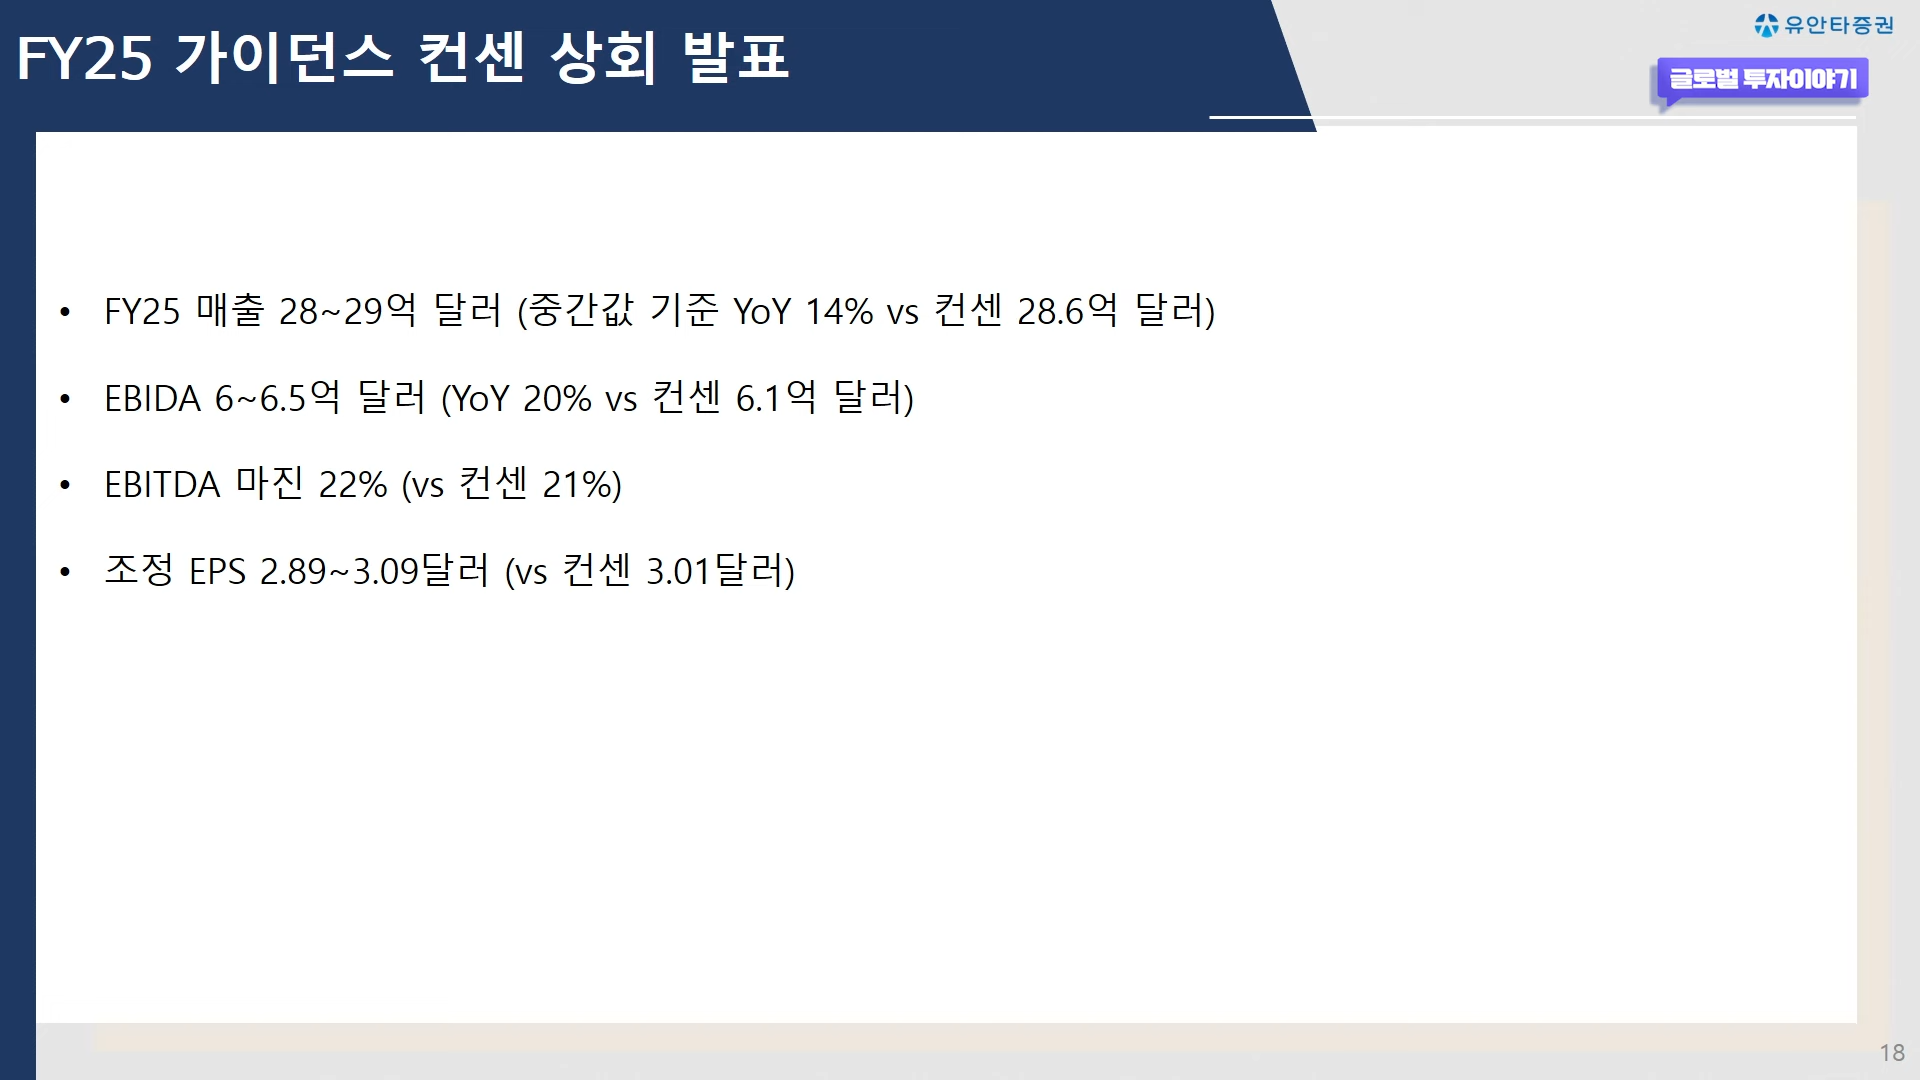 FY25 가이던스 컨센 상회 발표
유안타증권
글로벌 투자이야기
• FY25 매출 28~29억 달러 (중간값 기준 YoY 14% vs 컨센 28.6억 달러)
• EBIDA 6~6.5억 달러 (YoY 20% vs 컨센 6.1억 달러)
• EBITDA 마진 22% (vs 컨센 21%)
• 조정 EPS 2.89~3.09달러 (vs 컨센 3.01달러)
18